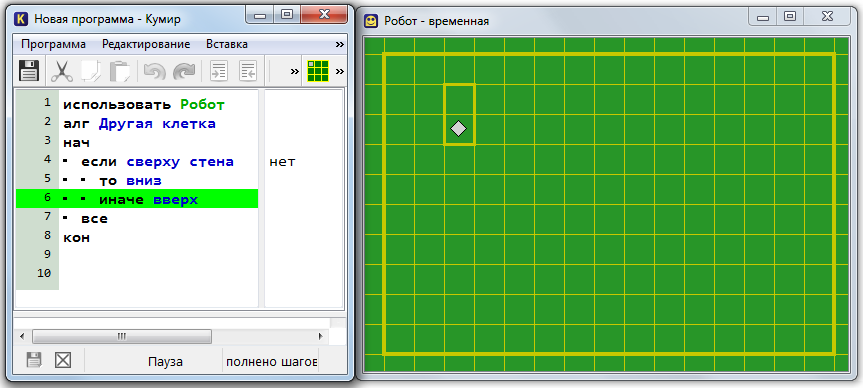 Новая программа - Кумир
Программа Редактирование Вставка »
» »
1 использовать Робот
2 алг Другая клетка
3 нач
4 если сверху стена нет
5 то вниз
6 иначе вверх
7 все
8 кон
9
10
Пауза полнено шагов
Робот - временная